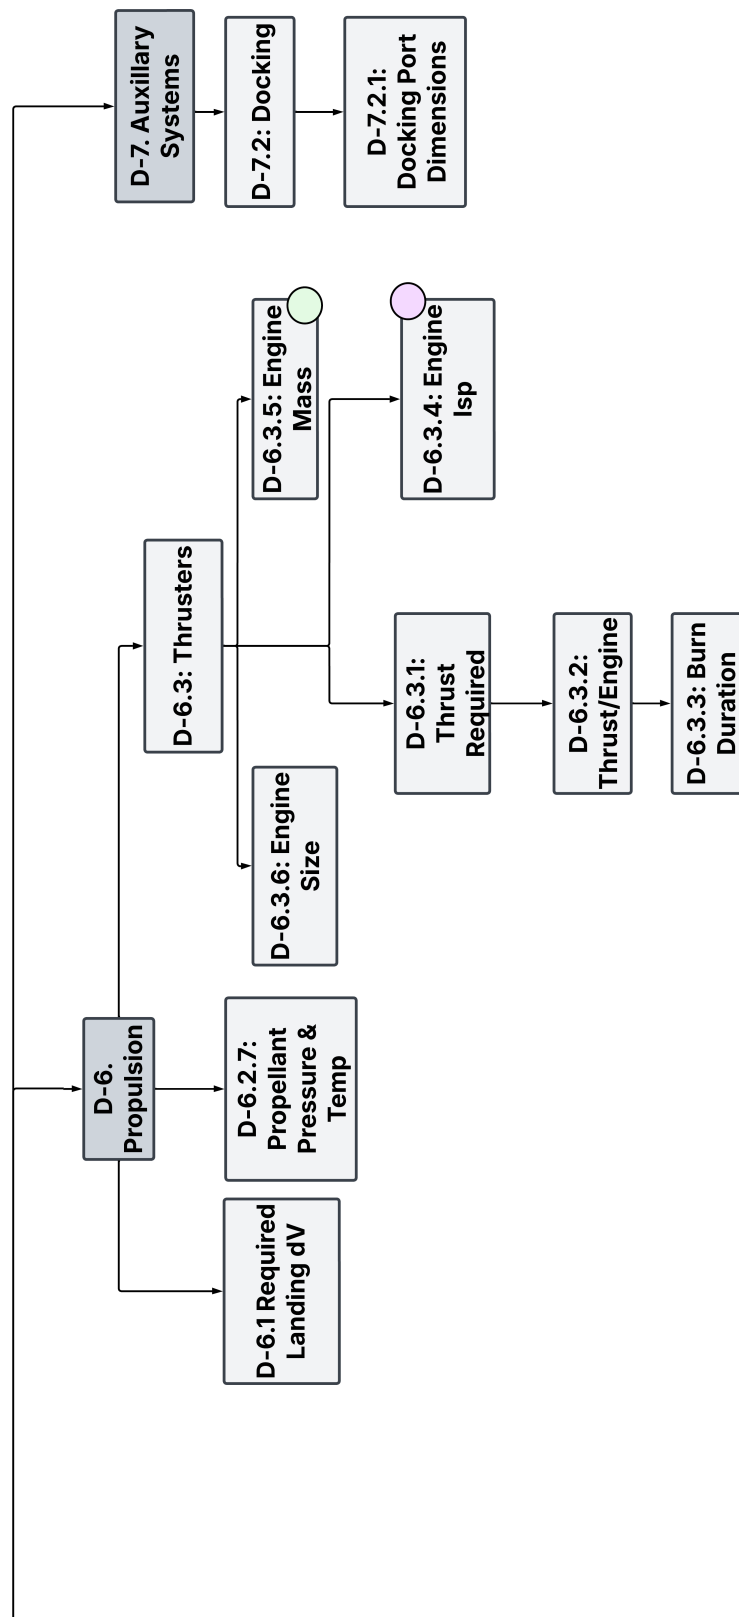 D-6.
Propulsion
D-6.1 Required
Landing dV
D-6.2.7:
Propellant
Pressure &
Temp
D-6.3: Thrusters
D-6.3.6: Engine
Size
D-6.3.5: Engine
Mass
D-6.3.1:
Thrust
Required
D-6.3.4: Engine
Isp
D-6.3.2:
Thrust/Engine
D-6.3.3: Burn
Duration
D-7. Auxillary
Systems
D-7.2: Docking
D-7.2.1:
Docking Port
Dimensions